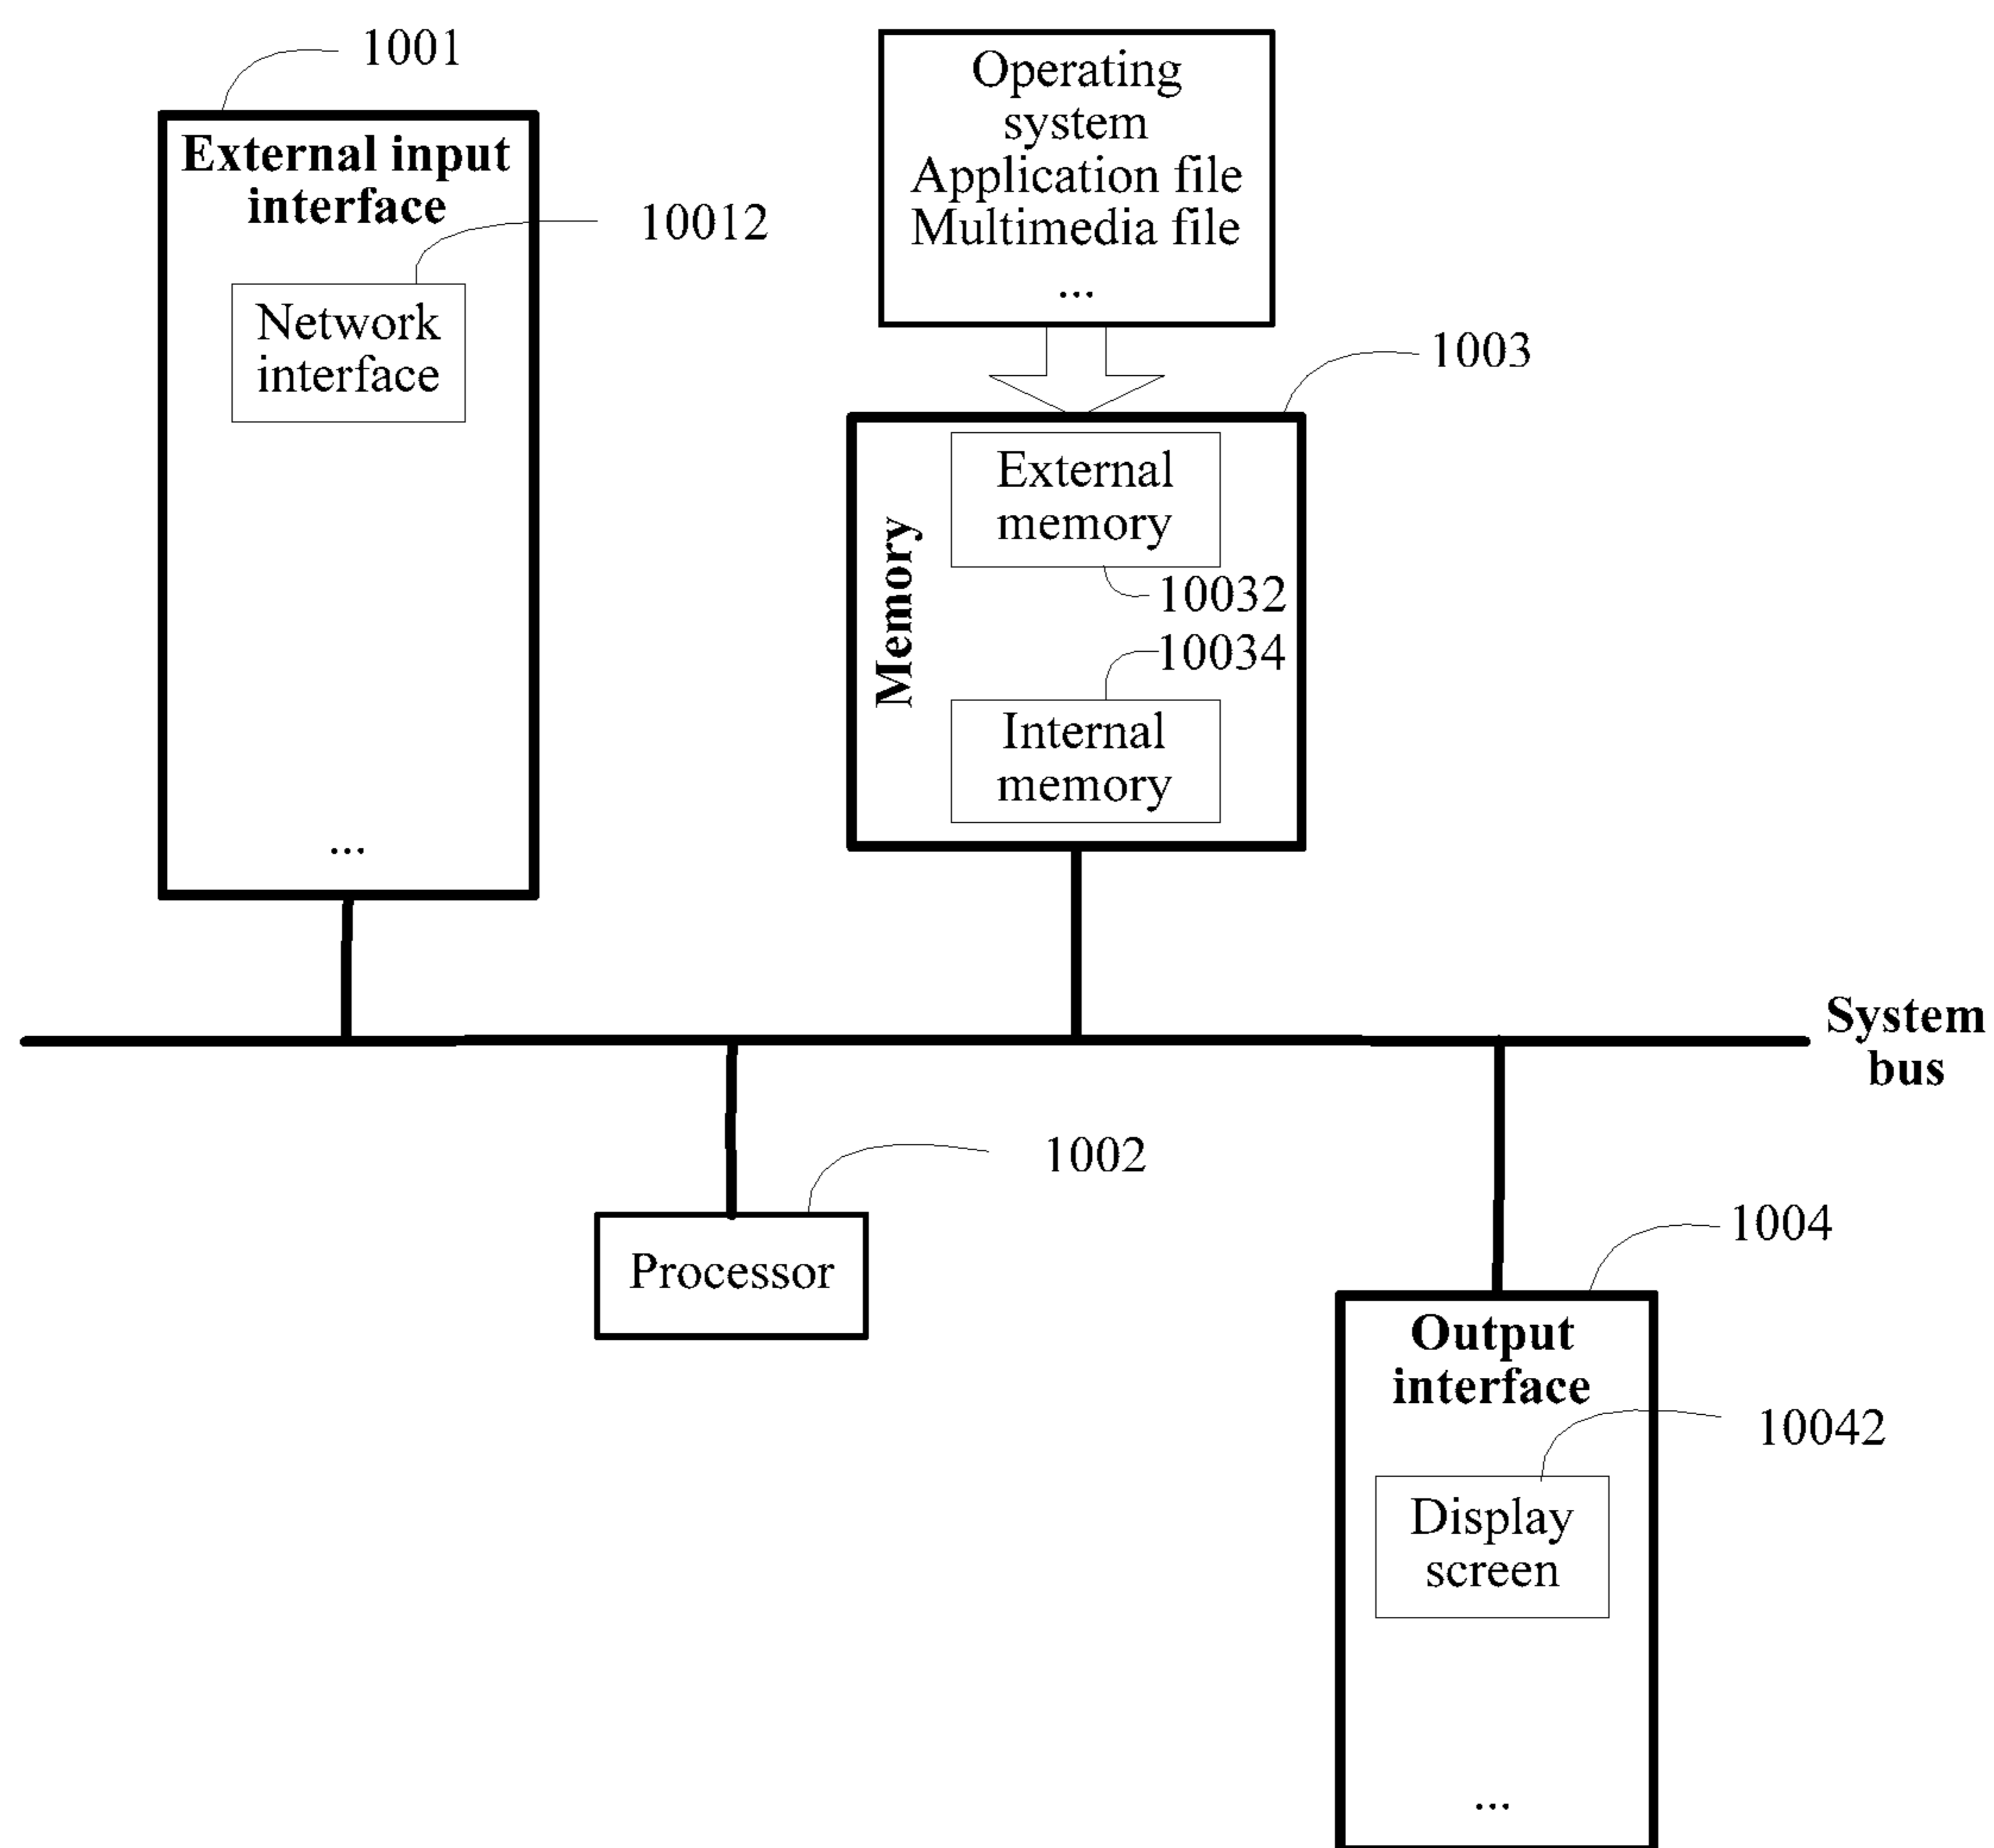 1001
External input
interface
10012
Network
interface
...
Operating
system
Application file
Multimedia file
...
1003
Memory
External
memory
10032
10034
Internal
memory
System
bus
1002
Processor
1004
Output
interface
10042
Display
screen
...